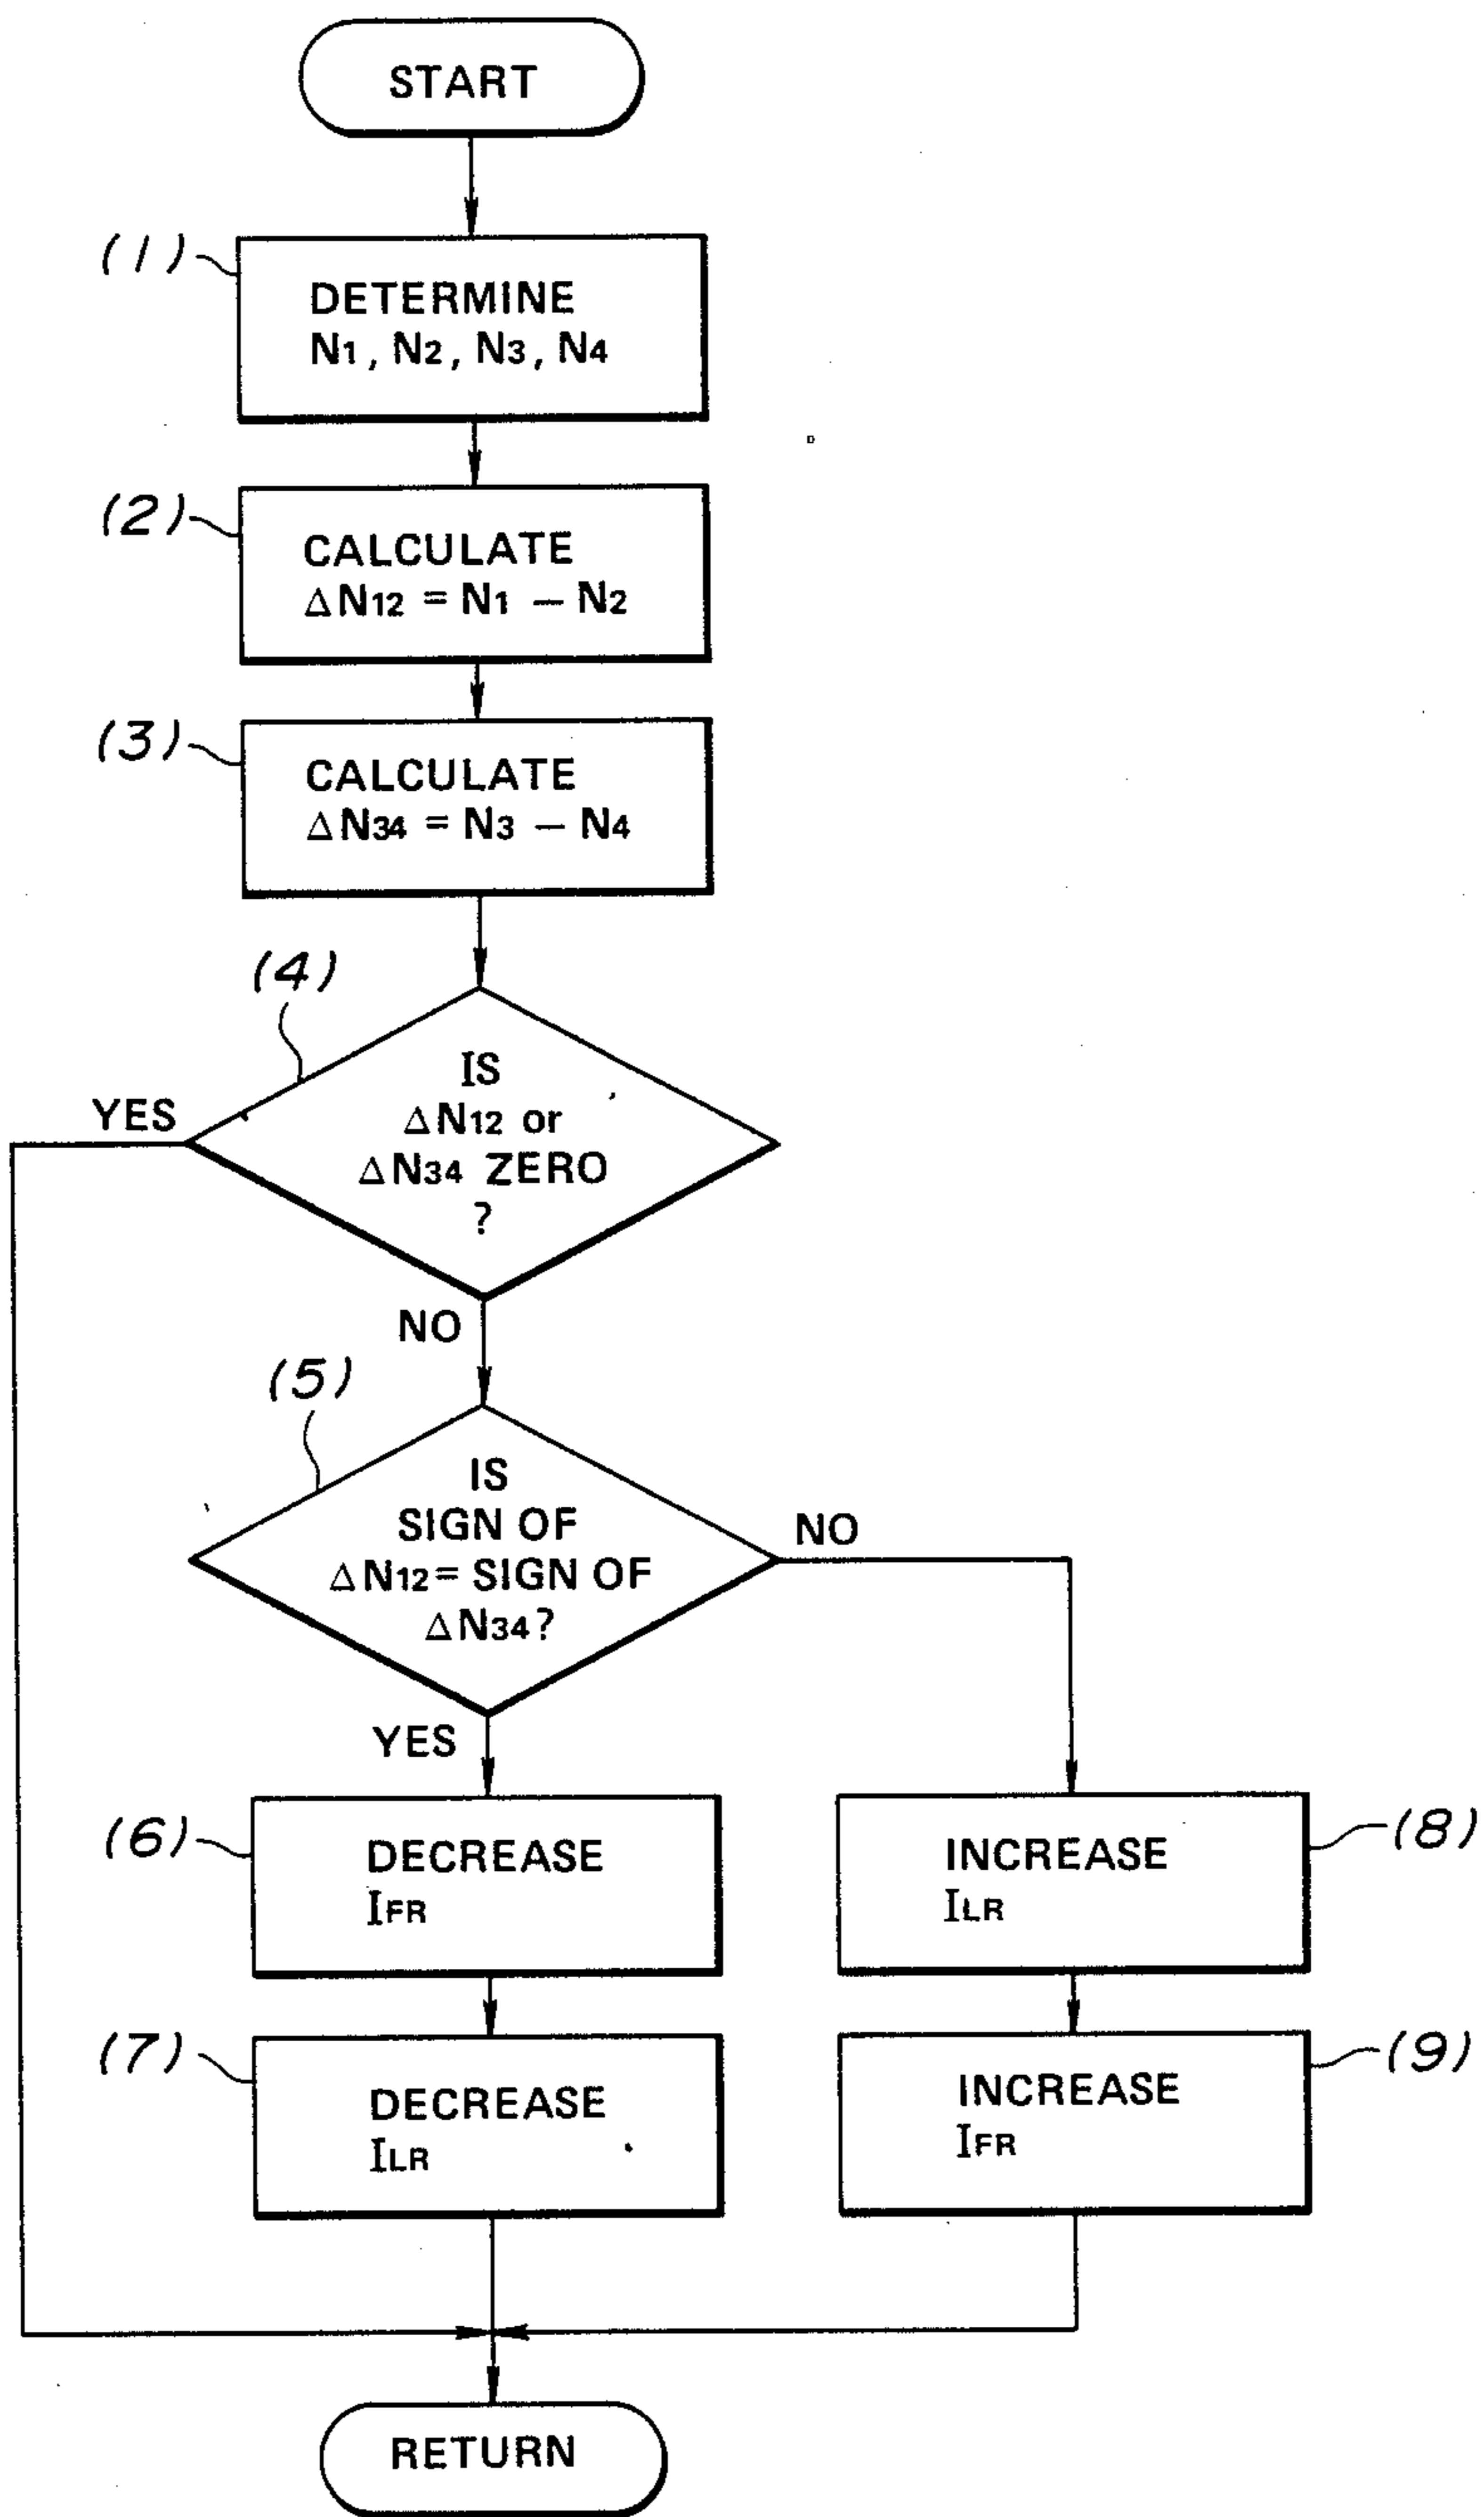 START
(1)
DETERMINE
N1, N2, N3, N4
(2)
CALCULATE
ΔN12 = N1 – N2
(3)
CALCULATE
ΔN34 = N3 – N4
(4)
IS
ΔN12 or
ΔN34 ZERO
?
YES
NO
(5)
IS
SIGN OF
ΔN12= SIGN OF
ΔN34?
NO
YES
(6)
DECREASE
IFR
(8)
INCREASE
ILR
(7)
DECREASE
ILR
(9)
INCREASE
IFR
RETURN